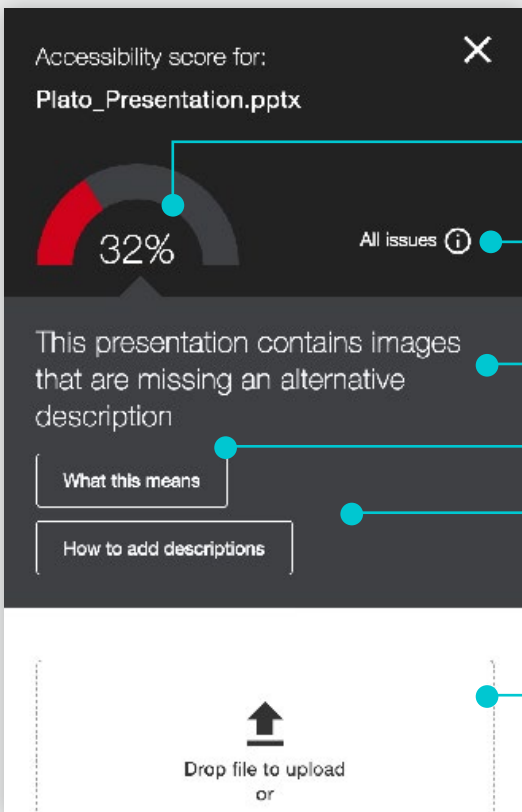 Accessibility score for:
Plato_Presentation.pptx
32%
All issues
This presentation contains images
that are missing an alternative
description
What this means
How to add descriptions
Drop file to upload
or